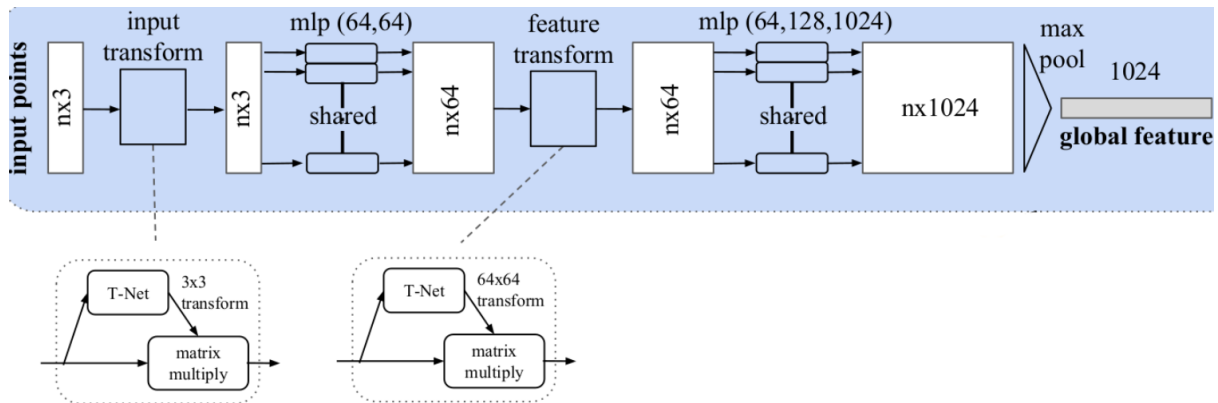 input points
nx3
input
transform
nx3
mlp (64,64)
shared
nx64
feature
transform
nx64
mlp (64,128,1024)
shared
nx1024
max
pool
1024
global feature
T-Net
3x3
transform
matrix
multiply
T-Net
64x64
transform
matrix
multiply